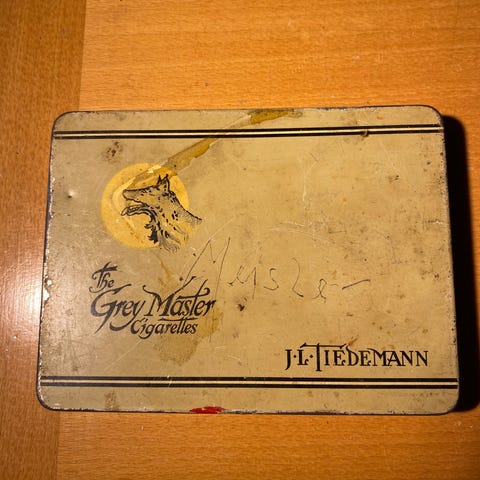 The
Grey Master
Cigarettes
J·L·TIEDEMANN